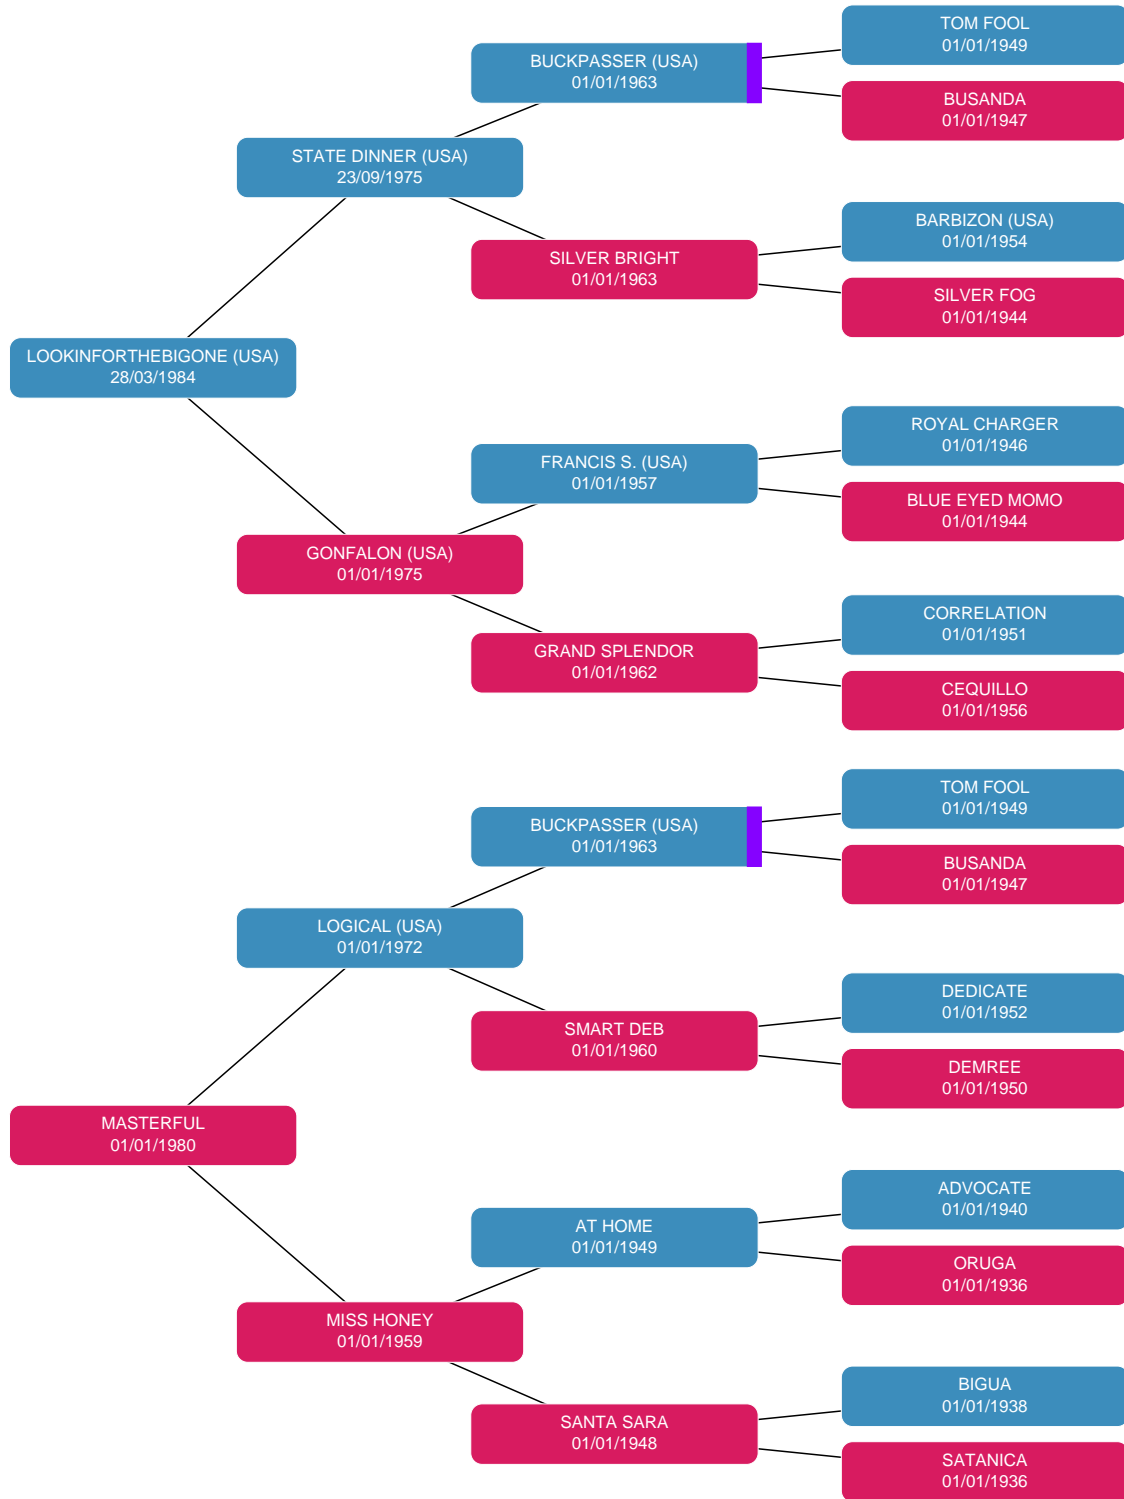 TOM FOOL
01/01/1949
BUCKPASSER (USA)
01/01/1963
BUSANDA
01/01/1947
STATE DINNER (USA)
23/09/1975
BARBIZON (USA)
01/01/1954
SILVER BRIGHT
01/01/1963
SILVER FOG
01/01/1944
LOOKINFORTHEBIGONE (USA)
28/03/1984
ROYAL CHARGER
01/01/1946
FRANCIS S. (USA)
01/01/1957
BLUE EYED MOMO
01/01/1944
GONFALON (USA)
01/01/1975
CORRELATION
01/01/1951
GRAND SPLENDOR
01/01/1962
CEQUILLO
01/01/1956
TOM FOOL
01/01/1949
BUCKPASSER (USA)
01/01/1963
BUSANDA
01/01/1947
LOGICAL (USA)
01/01/1972
DEDICATE
01/01/1952
SMART DEB
01/01/1960
DEMREE
01/01/1950
MASTERFUL
01/01/1980
ADVOCATE
01/01/1940
AT HOME
01/01/1949
ORUGA
01/01/1936
MISS HONEY
01/01/1959
BIGUA
01/01/1938
SANTA SARA
01/01/1948
SATANICA
01/01/1936